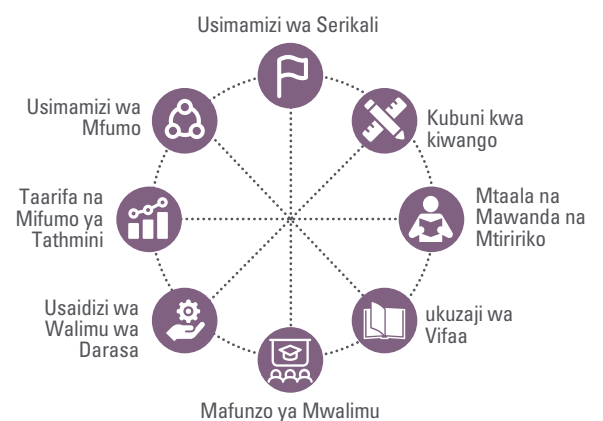 Usimamizi wa Serikali
Kubuni kwa
kiwango
Mtaala na
Mawanda na
Mtiririko
ukuzaji wa
Vifaa
Mafunzo ya Mwalimu
Usaidizi wa
Walimu wa
Darasa
Taarifa na
Mifumo ya
Tathmini
Usimamizi wa
Mfumo